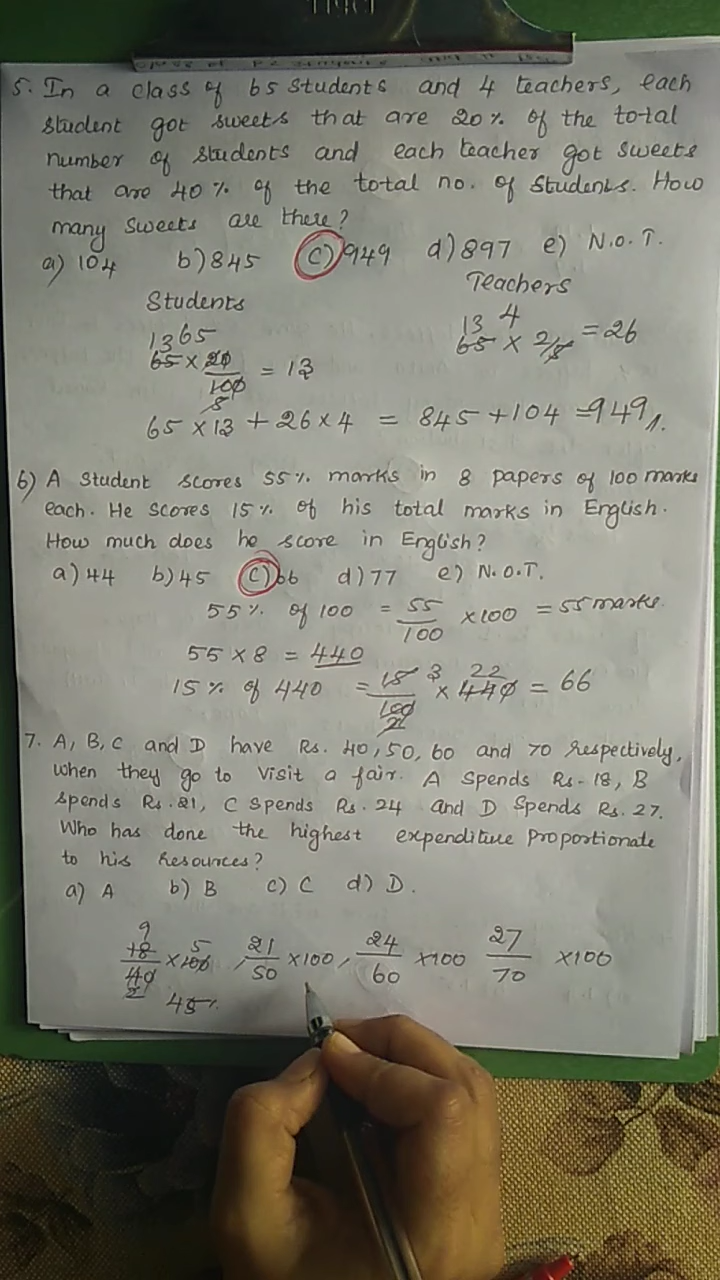 5. In a class of 65 students and 4 teachers, each
student got sweets that are 20% of the total
number of students and each teacher got sweets
that are 40% of the total no. of students. How
many sweets are there?
a) 104 b) 845 c) 949 d) 897 e) N.O.T.
Students
Teachers
13 65
65 × 20/100 = 13
5
13 4
65 × 2/5 = 26
65 × 13 + 26 × 4 = 845 + 104 = 949
6) A student scores 55% marks in 8 papers of 100 marks
each. He scores 15% of his total marks in English.
How much does he score in English?
a) 44 b) 45 c) 66 d) 77 e) N.O.T.
55% of 100 = 55/100 × 100 = 55 marks.
55 × 8 = 440
15% of 440 = 15/100 3 × 440 22 = 66
2
7. A, B, C and D have Rs. 40, 50, 60 and 70 respectively,
when they go to visit a fair. A spends Rs. 18, B
spends Rs. 21, C spends Rs. 24 and D spends Rs. 27.
Who has done the highest expenditure proportionate
to his resources?
a) A b) B c) C d) D.
9 5
18/40 × 100, 21/50 × 100, 24/60 × 100 27/70 × 100
2 45%